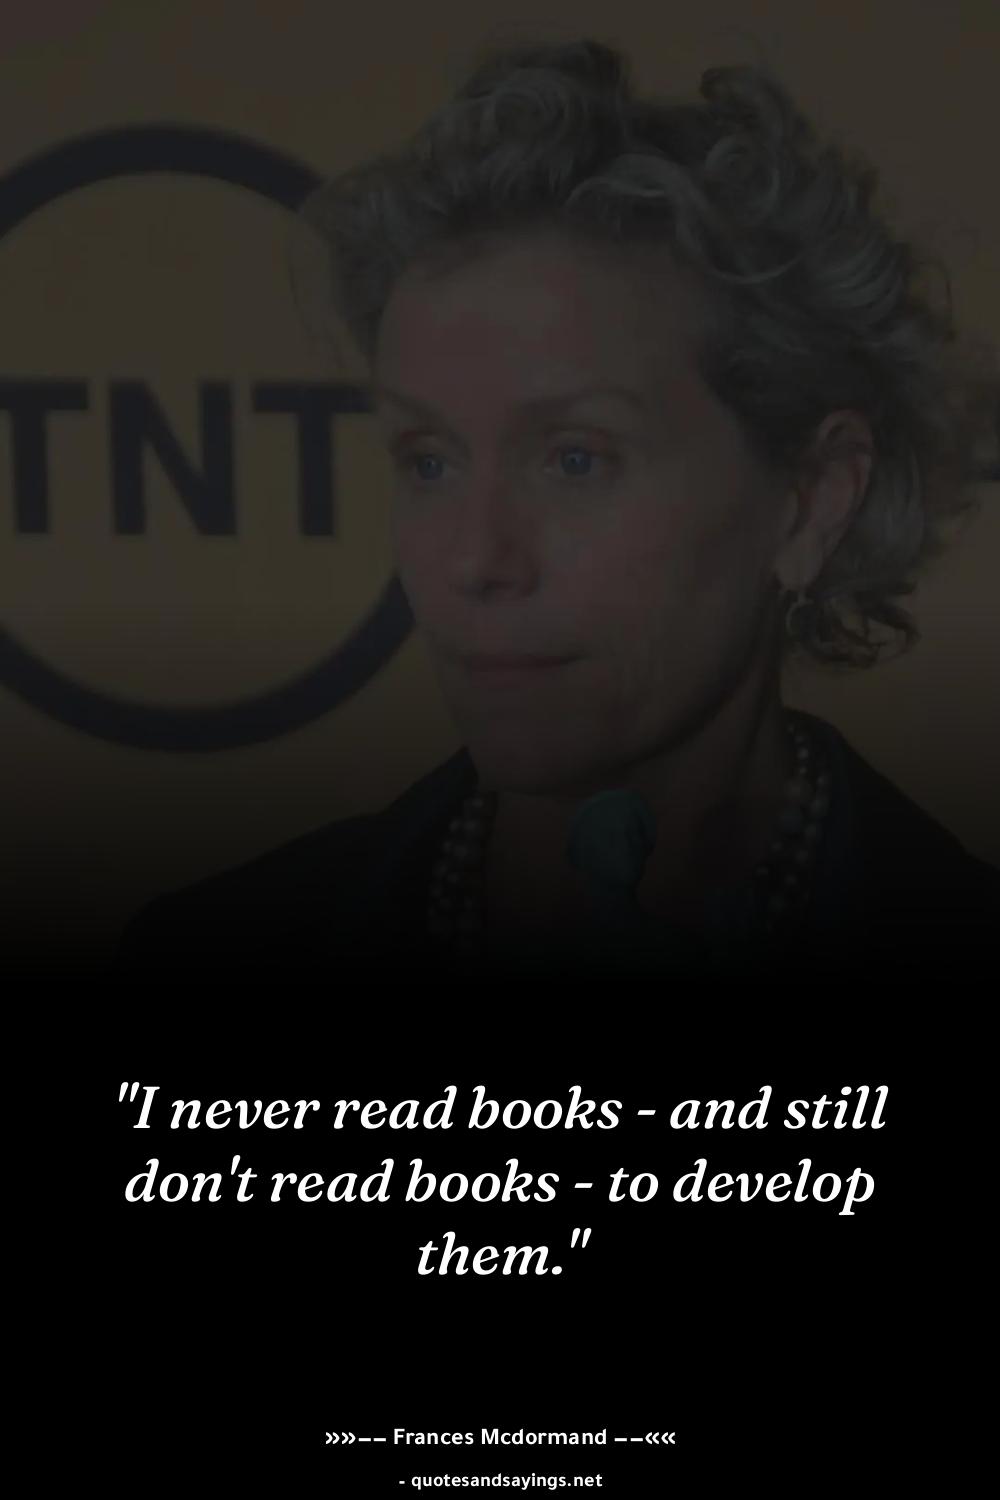 TNT
"I never read books - and still
don't read books - to develop
them."
»»–– Frances Mcdormand ––««
- quotesandsayings.net